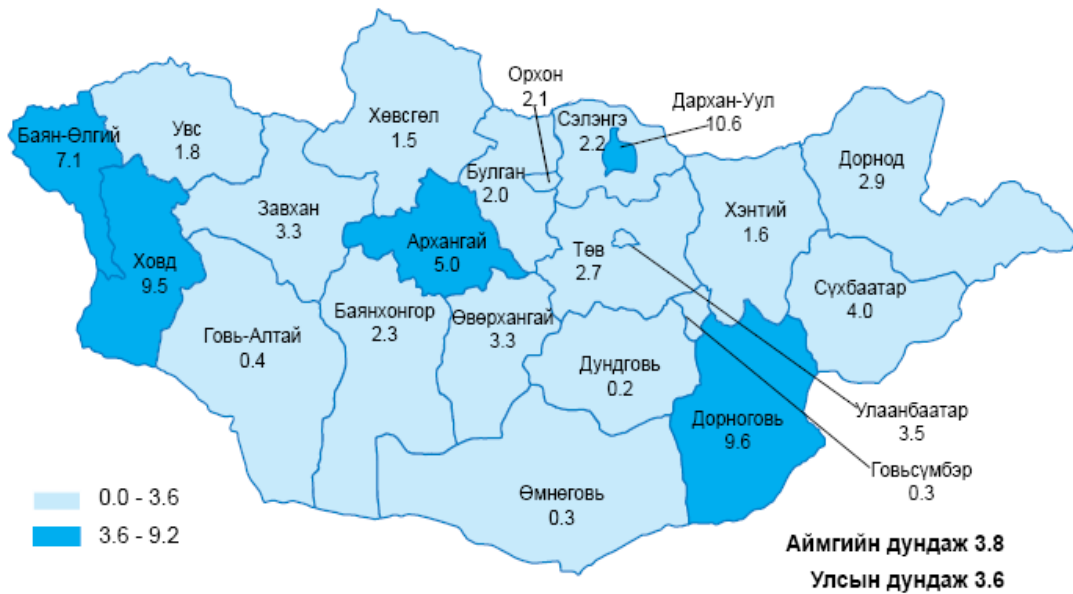 Орхон
2.1
Дархан-Уул
10.6
Хөвсгөл
1.5
Сэлэнгэ
2.2
Баян-Өлгий
7.1
Увс
1.8
Булган
2.0
Дорнод
2.9
Завхан
3.3
Хэнтий
1.6
Архангай
5.0
Төв
2.7
Ховд
9.5
Сүхбаатар
4.0
Баянхонгор
2.3
Өвөрхангай
3.3
Говь-Алтай
0.4
Дундговь
0.2
Улаанбаатар
3.5
Дорноговь
9.6
Говьсүмбэр
0.3
Өмнөговь
0.3
0.0 - 3.6
3.6 - 9.2
Аймгийн дундаж 3.8
Улсын дундаж 3.6